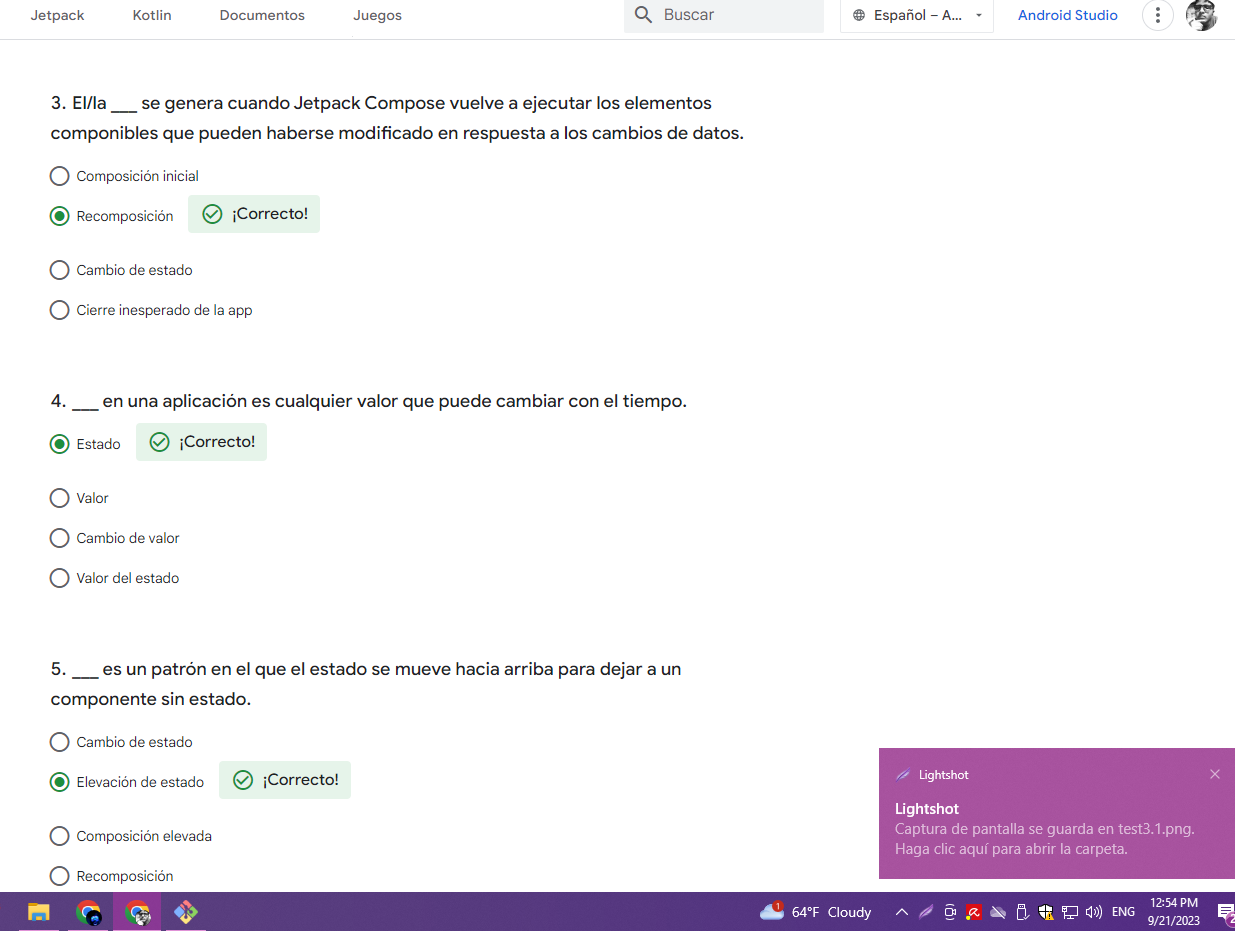 Jetpack Kotlin Documentos Juegos Buscar Español – A... Android Studio
3. El/la ___ se genera cuando Jetpack Compose vuelve a ejecutar los elementos
componibles que pueden haberse modificado en respuesta a los cambios de datos.
Composición inicial
Recomposición ¡Correcto!
Cambio de estado
Cierre inesperado de la app
4. ___ en una aplicación es cualquier valor que puede cambiar con el tiempo.
Estado ¡Correcto!
Valor
Cambio de valor
Valor del estado
5. ___ es un patrón en el que el estado se mueve hacia arriba para dejar a un
componente sin estado.
Cambio de estado
Elevación de estado ¡Correcto!
Composición elevada
Recomposición
Lightshot
Lightshot
Captura de pantalla se guarda en test3.1.png.
Haga clic aquí para abrir la carpeta.
1 64°F Cloudy ENG 12:54 PM
9/21/2023 2